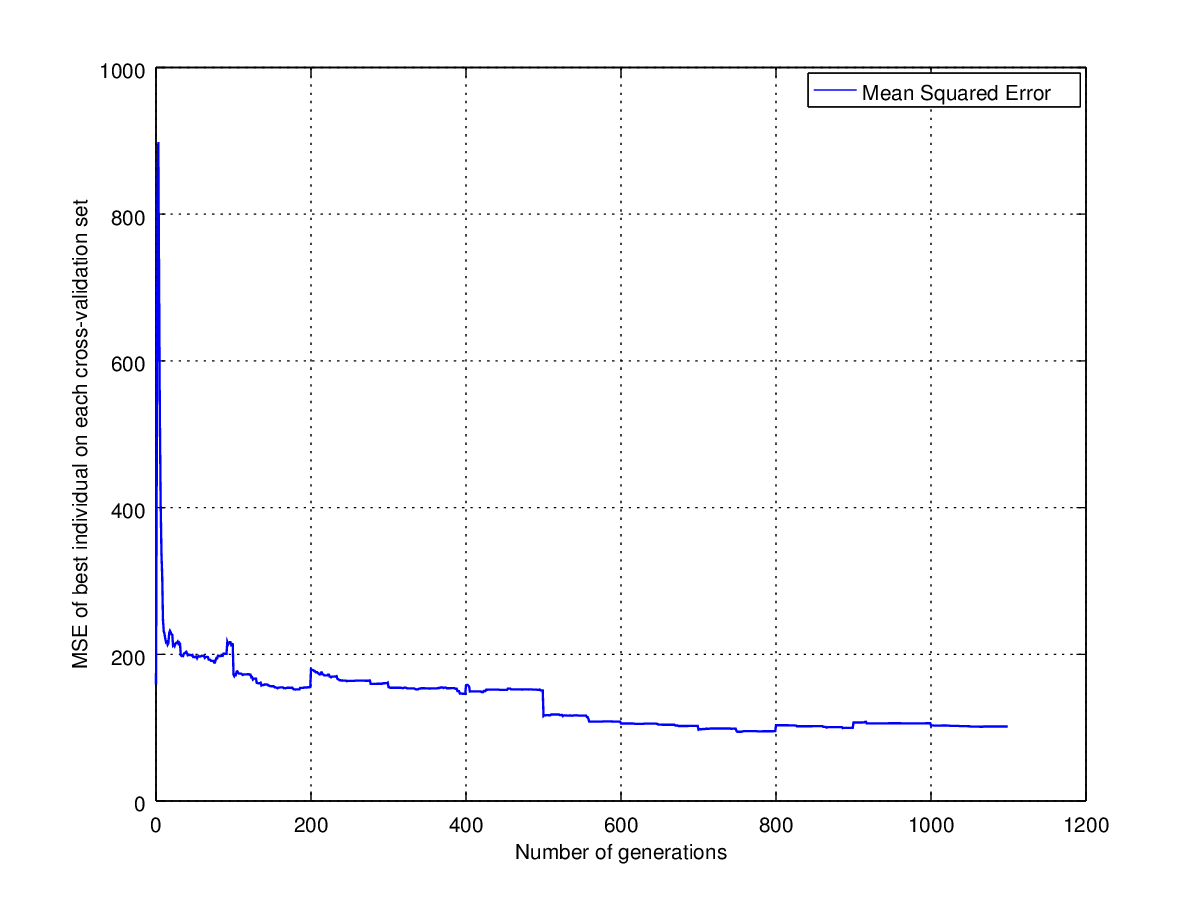 Mean Squared Error
MSE of best individual on each cross-validation set
1000
800
600
400
200
0
0 200 400 600 800 1000 1200
Number of generations